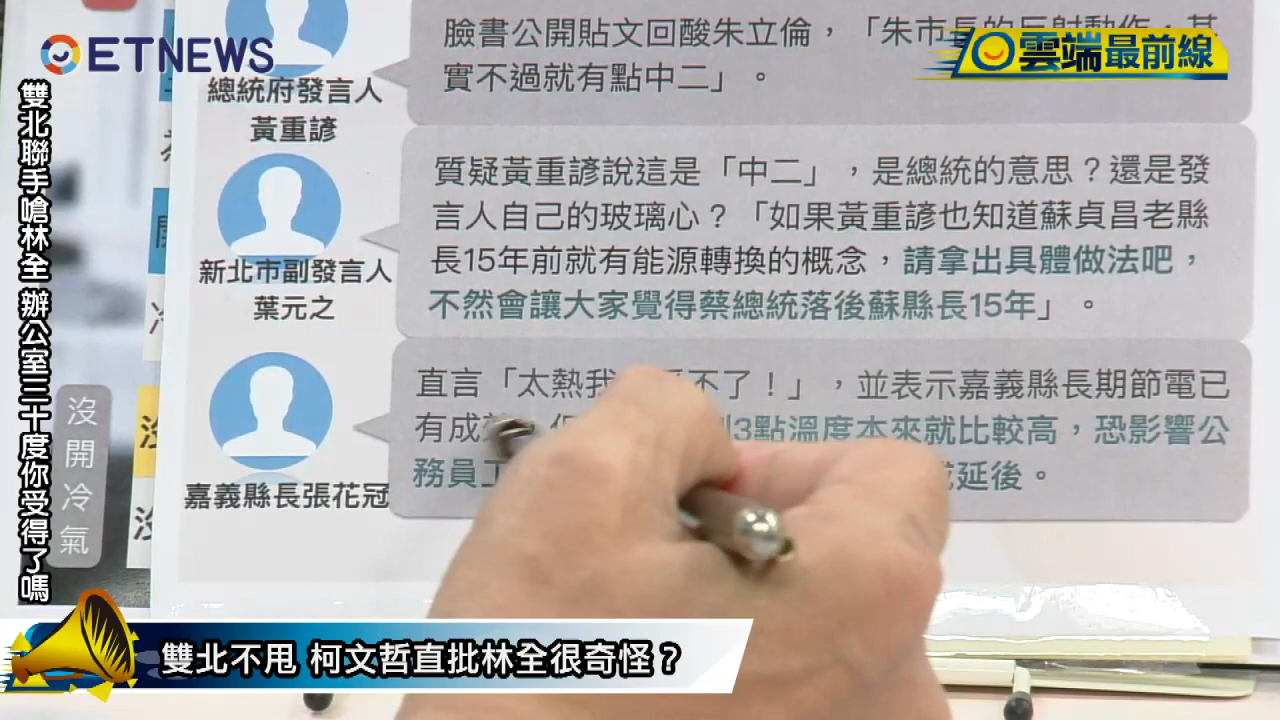 ETNEWS
雲端最前線
雙北聯手嗆林全 辦公室三十度你受得了嗎
臉書公開貼文回酸朱立倫，「朱市長的反射動作，其
實不過就有點中二」。
總統府發言人
黃重諺
質疑黃重諺說這是「中二」，是總統的意思？還是發
言人自己的玻璃心？「如果黃重諺也知道蘇貞昌老縣
長15年前就有能源轉換的概念，請拿出具體做法吧，
不然會讓大家覺得蔡總統落後蘇縣長15年」。
新北市副發言人
葉元之
直言「太熱我 不了！」，並表示嘉義縣長期節電已
有成 3點溫度本來就比較高，恐影響公
務員 延後。
嘉義縣長張花冠
沒開冷氣
雙北不甩 柯文哲直批林全很奇怪？